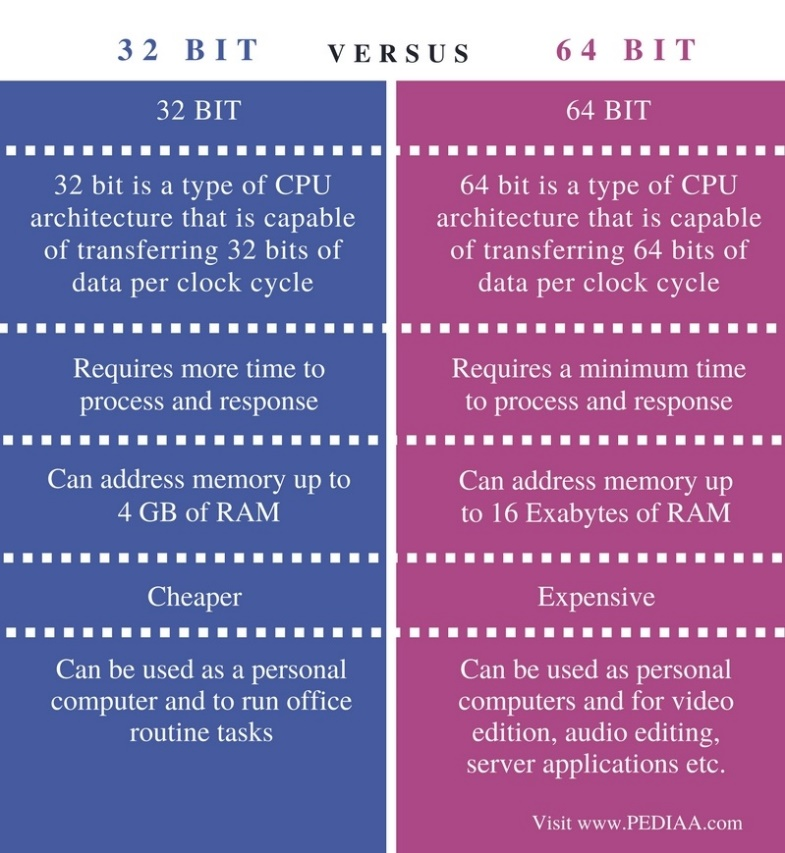 32 BIT VERSUS 64 BIT
32 BIT
32 bit is a type of CPU
architecture that is capable
of transferring 32 bits of
data per clock cycle
Requires more time to
process and response
Can address memory up to
4 GB of RAM
Cheaper
Can be used as a personal
computer and to run office
routine tasks
64 BIT
64 bit is a type of CPU
architecture that is capable
of transferring 64 bits of
data per clock cycle
Requires a minimum time
to process and response
Can address memory up
to 16 Exabytes of RAM
Expensive
Can be used as personal
computers and for video
edition, audio editing,
server applications etc.
Visit www.PEDIAA.com